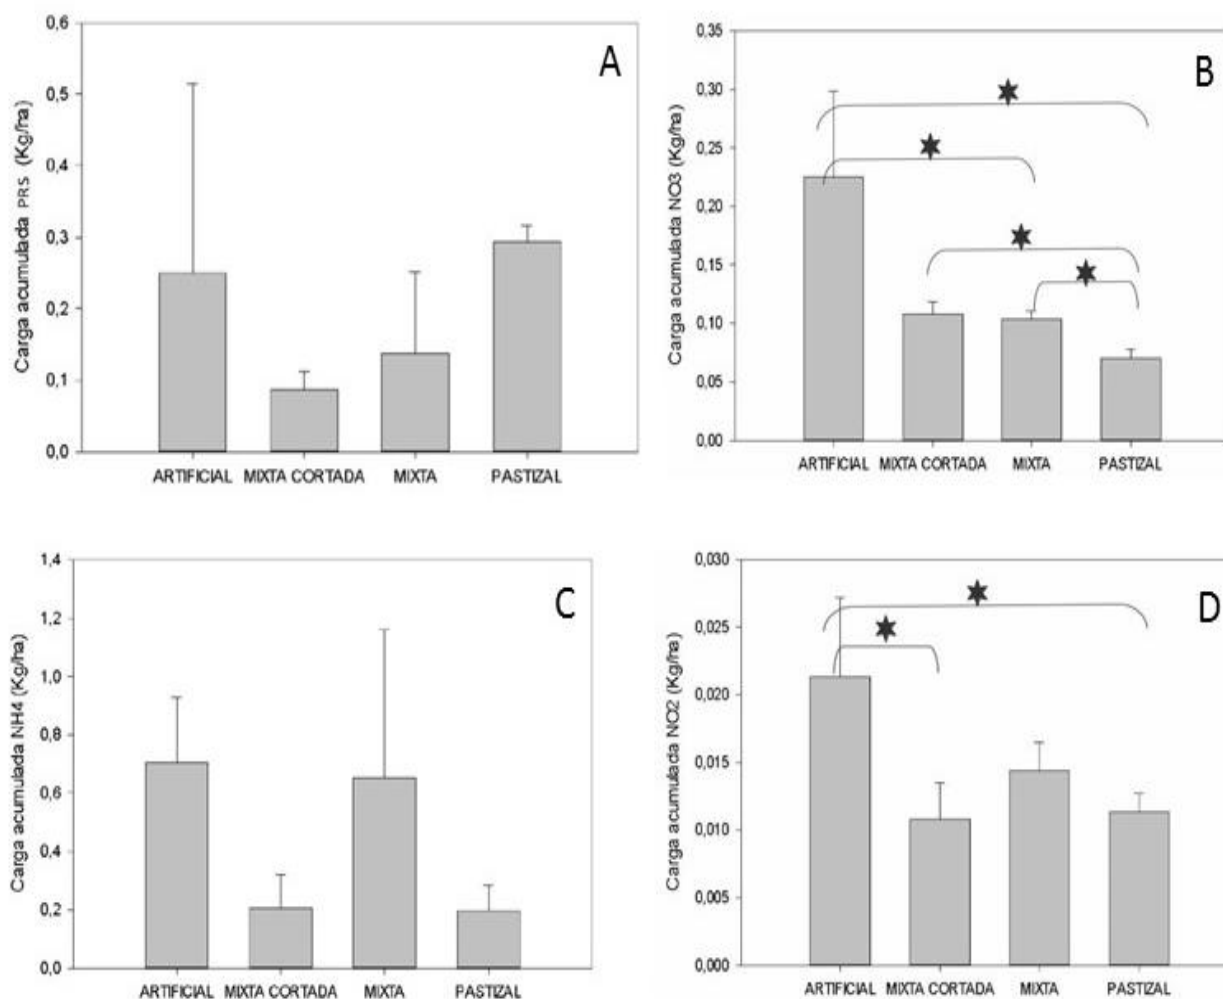 A
Carga acumulada PRS (Kg/ha)
0,6
0,5
0,4
0,3
0,2
0,1
0,0
ARTIFICIAL MIXTA CORTADA MIXTA PASTIZAL
B
Carga acumulada NO3 (Kg/ha)
0,35
0,30
0,25
0,20
0,15
0,10
0,05
0,00
ARTIFICIAL MIXTA CORTADA MIXTA PASTIZAL
C
Carga acumulada NH4 (Kg/ha)
1,4
1,2
1,0
0,8
0,6
0,4
0,2
0,0
ARTIFICIAL MIXTA CORTADA MIXTA PASTIZAL
D
Carga acumulada NO2 (Kg/ha)
0,030
0,025
0,020
0,015
0,010
0,005
0,000
ARTIFICIAL MIXTA CORTADA MIXTA PASTIZAL